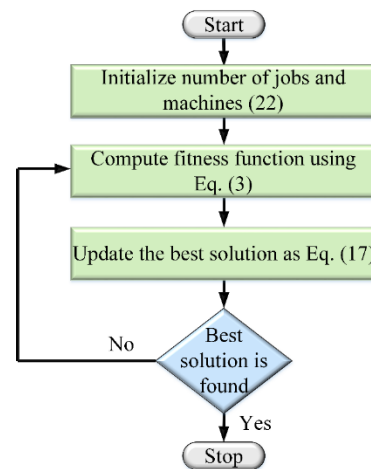 Start
Initialize number of jobs and
machines (22)
Compute fitness function using
Eq. (3)
Update the best solution as Eq. (17)
Best
solution is
found
No
Yes
Stop